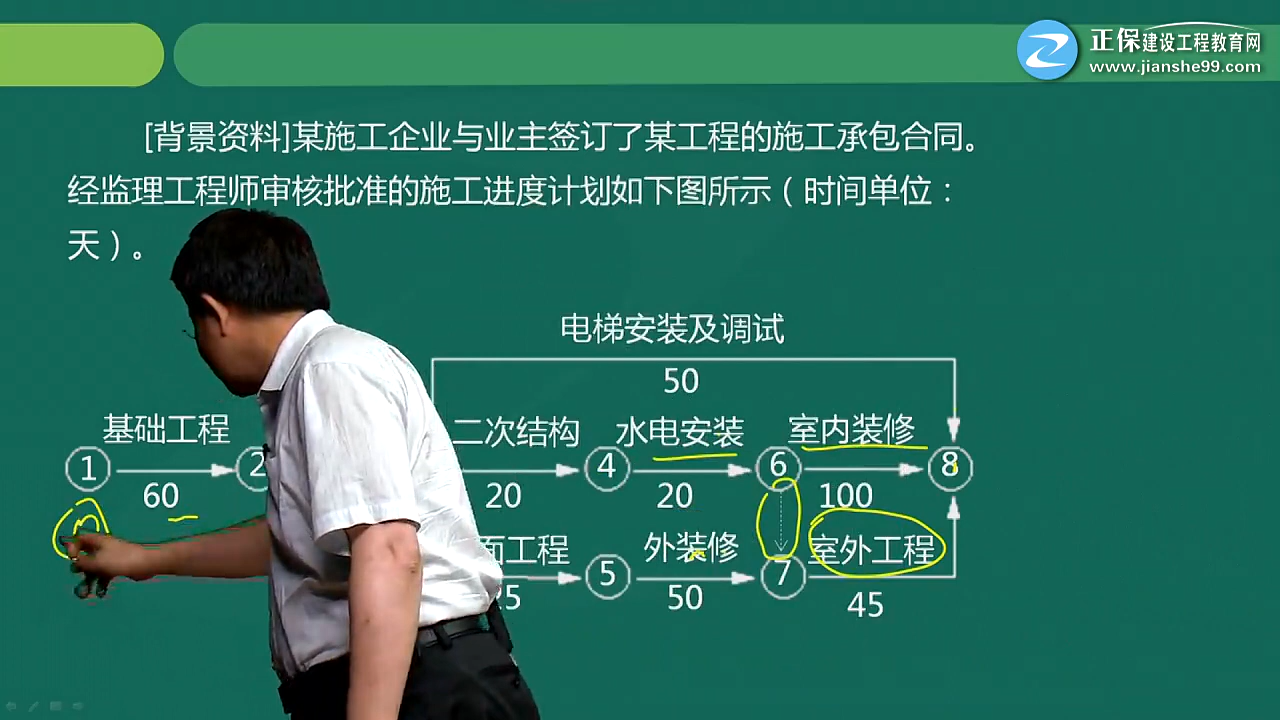 正保建设工程教育网
www.jianshe99.com
[背景资料]某施工企业与业主签订了某工程的施工承包合同。
经监理工程师审核批准的施工进度计划如下图所示（时间单位：
天）。
电梯安装及调试
50
基础工程 二次结构 水电安装 室内装修
1 2 4 6 8
60 20 20 100
面工程 外装修 室外工程
5 7
5 50 45